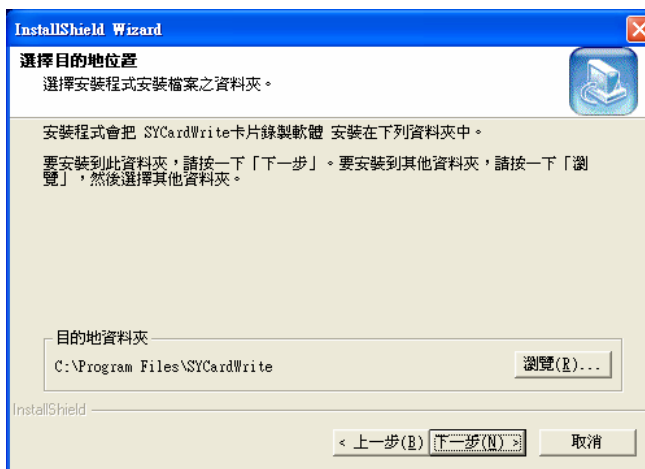 InstallShield Wizard
選擇目的地位置
選擇安裝程式安裝檔案之資料夾。
安裝程式會把 SYCardWrite卡片錄製軟體 安裝在下列資料夾中。
要安裝到此資料夾，請按一下「下一步」。要安裝到其他資料夾，請按一下「瀏
覽」，然後選擇其他資料夾。
目的地資料夾
C:\Program Files\SYCardWrite
瀏覽(R)...
InstallShield
< 上一步(B)
下一步(N) >
取消